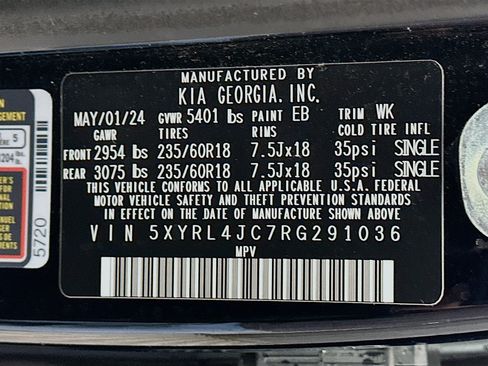 MANUFACTURED BY
KIA GEORGIA. INC.
MAY/01/24 GVWR 5401 lbs PAINT EB TRIM WK
GAWR TIRES RIMS COLD TIRE INFL
FRONT 2954 lbs 235/60R18 7.5Jx18 35psi SINGLE
REAR 3075 lbs 235/60R18 7.5Jx18 35psi SINGLE
THIS VEHICLE CONFORMS TO ALL APPLICABLE U.S.A. FEDERAL
MOTOR VEHICLE SAFETY AND THEFT PREVENTION STANDARDS
IN EFFECT ON THE DATE OF MANUFACTURE SHOWN ABOVE.
VIN 5XYRL4JC7RG291036
MPV
5
5720